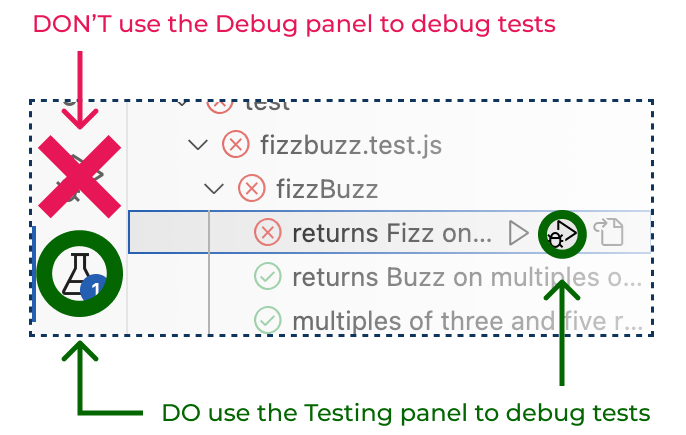 DON'T use the Debug panel to debug tests
test
fizzbuzz.test.js
fizzBuzz
returns Fizz on...
1
returns Buzz on multiples o...
multiples of three and five r...
DO use the Testing panel to debug tests